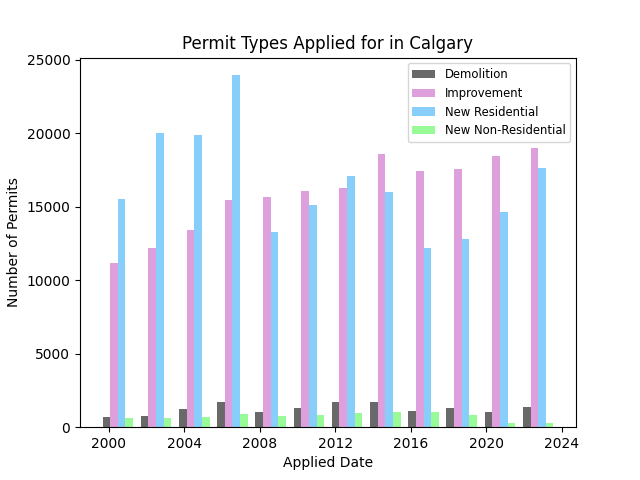 Permit Types Applied for in Calgary
25000
20000
15000
10000
5000
0
Number of Permits
Demolition
Improvement
New Residential
New Non-Residential
2000 2004 2008 2012 2016 2020 2024
Applied Date